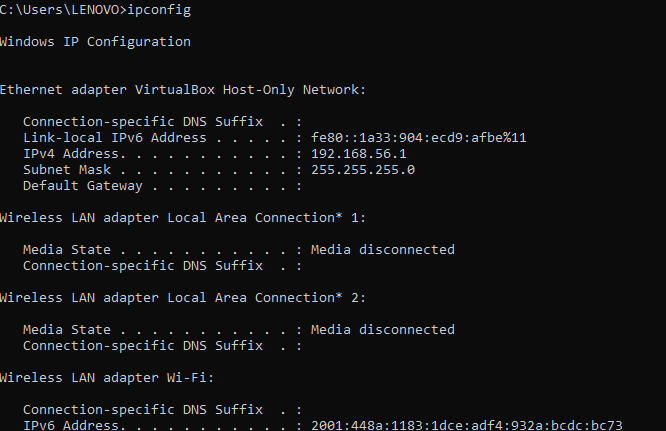 C:\Users\LENOVO>ipconfig
Windows IP Configuration
Ethernet adapter VirtualBox Host-Only Network:
   Connection-specific DNS Suffix  . :
   Link-local IPv6 Address . . . . . : fe80::1a33:904:ecd9:afbe%11
   IPv4 Address. . . . . . . . . . . : 192.168.56.1
   Subnet Mask . . . . . . . . . . . : 255.255.255.0
   Default Gateway . . . . . . . . . :
Wireless LAN adapter Local Area Connection* 1:
   Media State . . . . . . . . . . . : Media disconnected
   Connection-specific DNS Suffix  . :
Wireless LAN adapter Local Area Connection* 2:
   Media State . . . . . . . . . . . : Media disconnected
   Connection-specific DNS Suffix  . :
Wireless LAN adapter Wi-Fi:
   Connection-specific DNS Suffix  . :
   IPv6 Address. . . . . . . . . . . : 2001:448a:1183:1dce:adf4:932a:bcdc:bc73